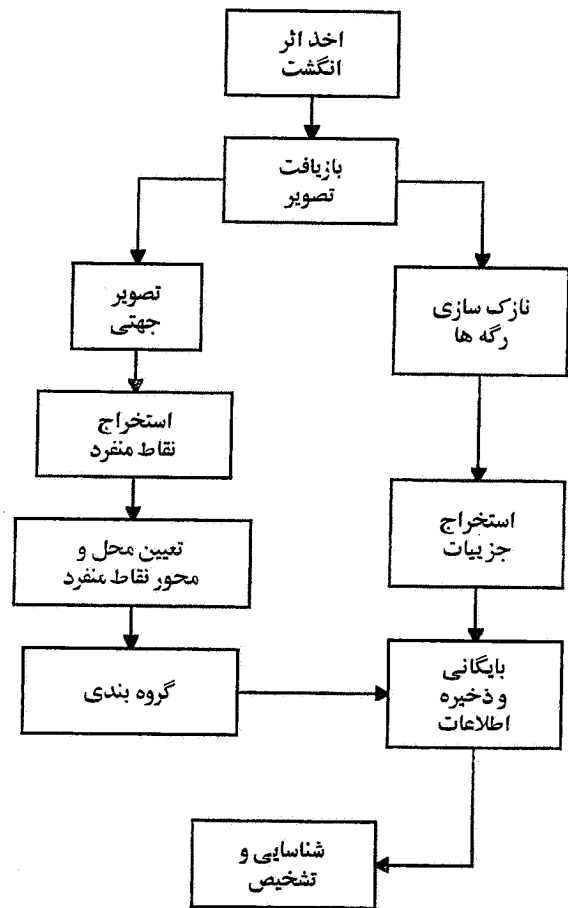 اخذ اثر
انگشت
بازیافت
تصویر
تصویر
جهتی
نازک سازی
رگه ها
استخراج
نقاط منفرد
استخراج
جزییات
تعیین محل و
محور نقاط منفرد
بایگانی
و ذخیره
اطلاعات
گروه بندی
شناسایی و
تشخیص